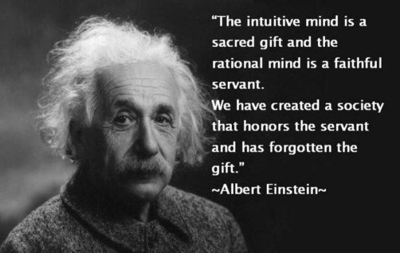 “The intuitive mind is a
sacred gift and the
rational mind is a faithful
servant.
We have created a society
that honors the servant
and has forgotten the
gift.”
~Albert Einstein~